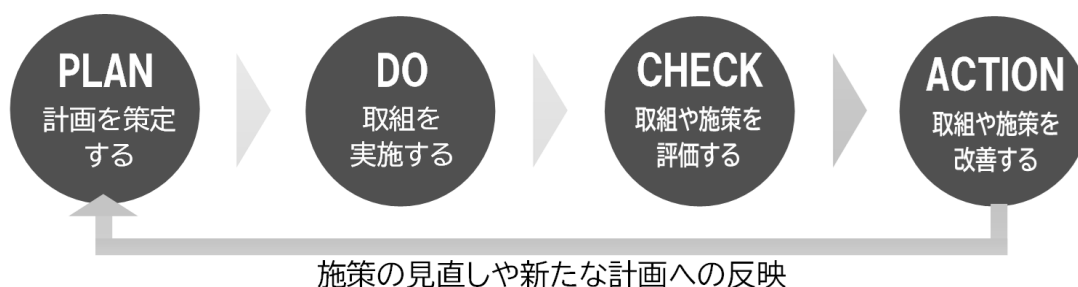 PLAN
計画を策定
する
DO
取組を
実施する
CHECK
取組や施策を
評価する
ACTION
取組や施策を
改善する
施策の見直しや新たな計画への反映